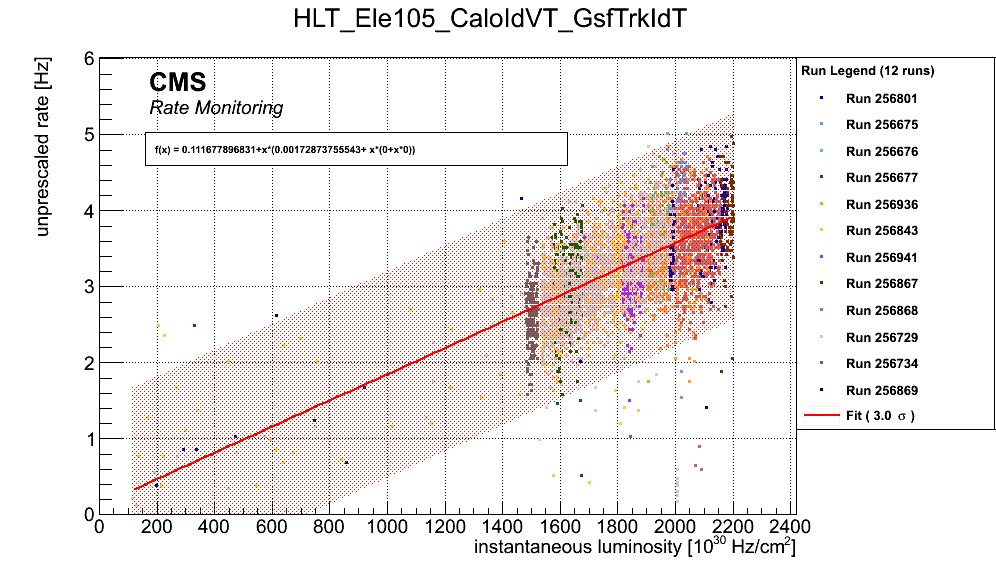 HLT_Ele105_CaloIdVT_GsfTrkIdT
unprescaled rate [Hz]
CMS
Rate Monitoring
f(x) = 0.111677896831+x*(0.00172873755543+ x*(0+x*0))
6
5
4
3
2
1
0
0 200 400 600 800 1000 1200 1400 1600 1800 2000 2200 2400
instantaneous luminosity [10³⁰ Hz/cm²]
Run Legend (12 runs)
Run 256801
Run 256675
Run 256676
Run 256677
Run 256936
Run 256843
Run 256941
Run 256867
Run 256868
Run 256729
Run 256734
Run 256869
Fit ( 3.0 σ )